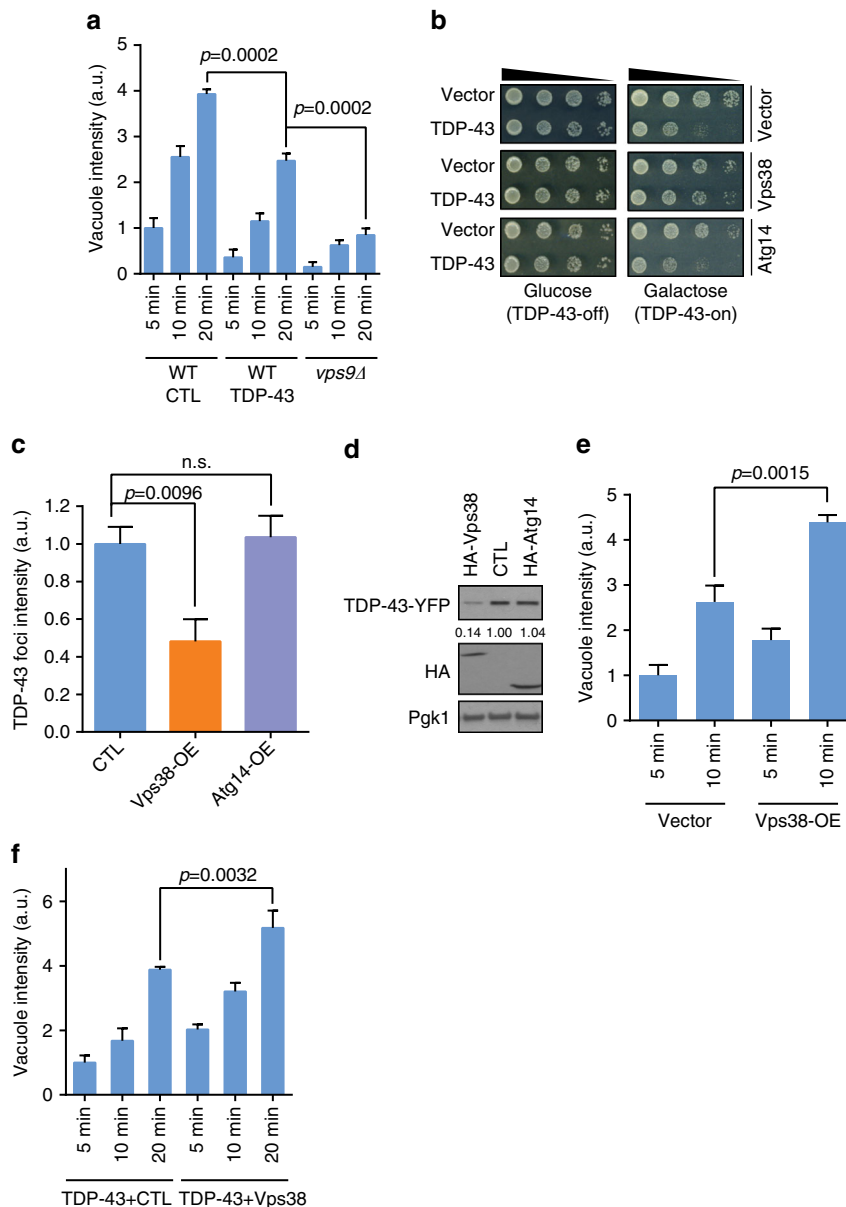 a
Vacuole intensity (a.u.)
5
4
3
2
1
0
p=0.0002
p=0.0002
5 min
10 min
20 min
5 min
10 min
20 min
5 min
10 min
20 min
WT
CTL
WT
TDP-43
vps9Δ
b
Vector
TDP-43
Vector
TDP-43
Vector
TDP-43
Vector
Vps38
Atg14
Glucose
(TDP-43-off)
Galactose
(TDP-43-on)
c
TDP-43 foci intensity (a.u.)
1.2
1.0
0.8
0.6
0.4
0.2
0.0
n.s.
p=0.0096
CTL
Vps38-OE
Atg14-OE
d
HA-Vps38
CTL
HA-Atg14
TDP-43-YFP
0.14 1.00 1.04
HA
Pgk1
e
Vacuole intensity (a.u.)
5
4
3
2
1
0
p=0.0015
5 min
10 min
5 min
10 min
Vector
Vps38-OE
f
Vacuole intensity (a.u.)
6
4
2
0
p=0.0032
5 min
10 min
20 min
5 min
10 min
20 min
TDP-43+CTL
TDP-43+Vps38